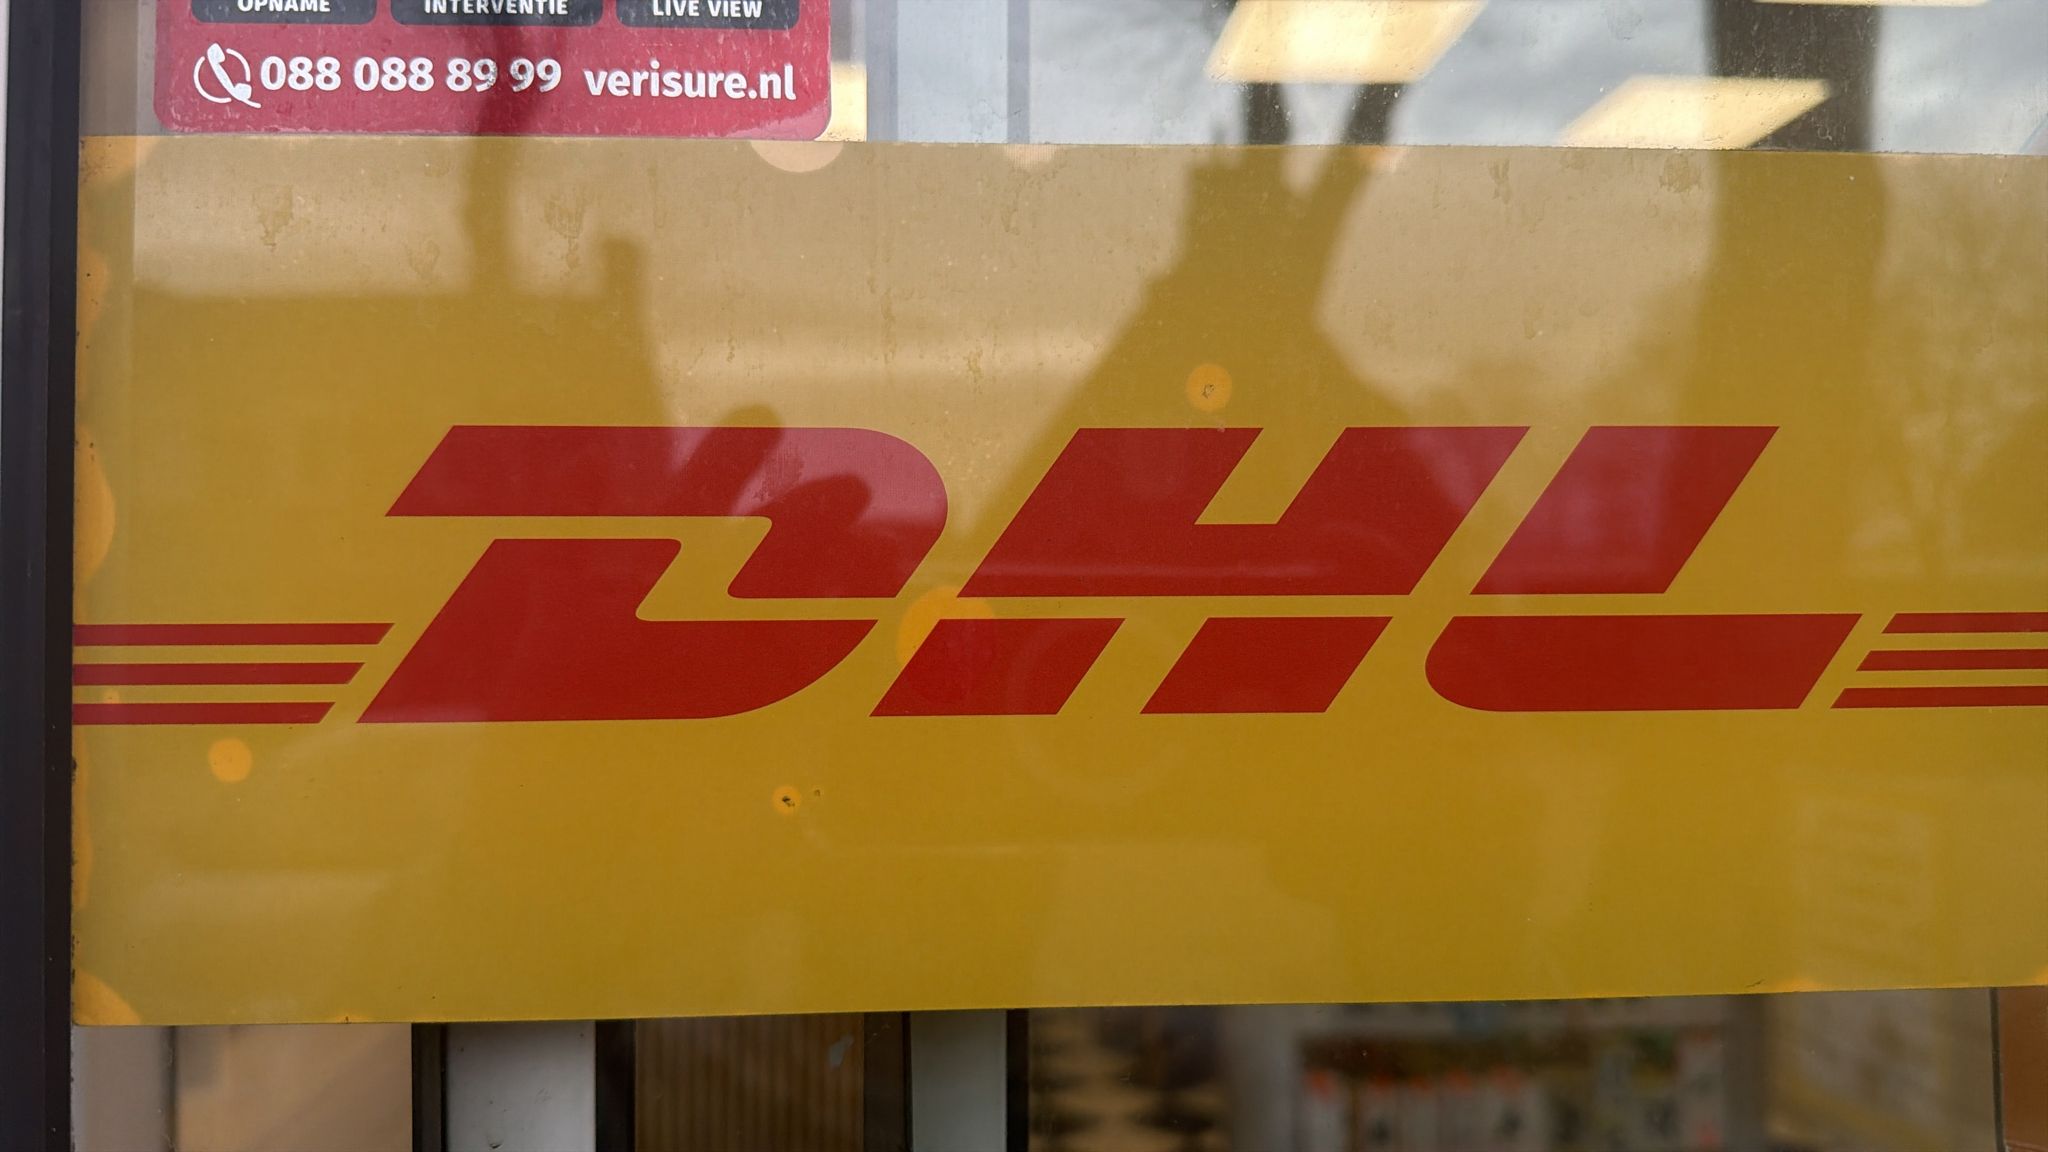 OPNAME INTERVENTIE LIVE VIEW
088 088 89 99 verisure.nl
DHL